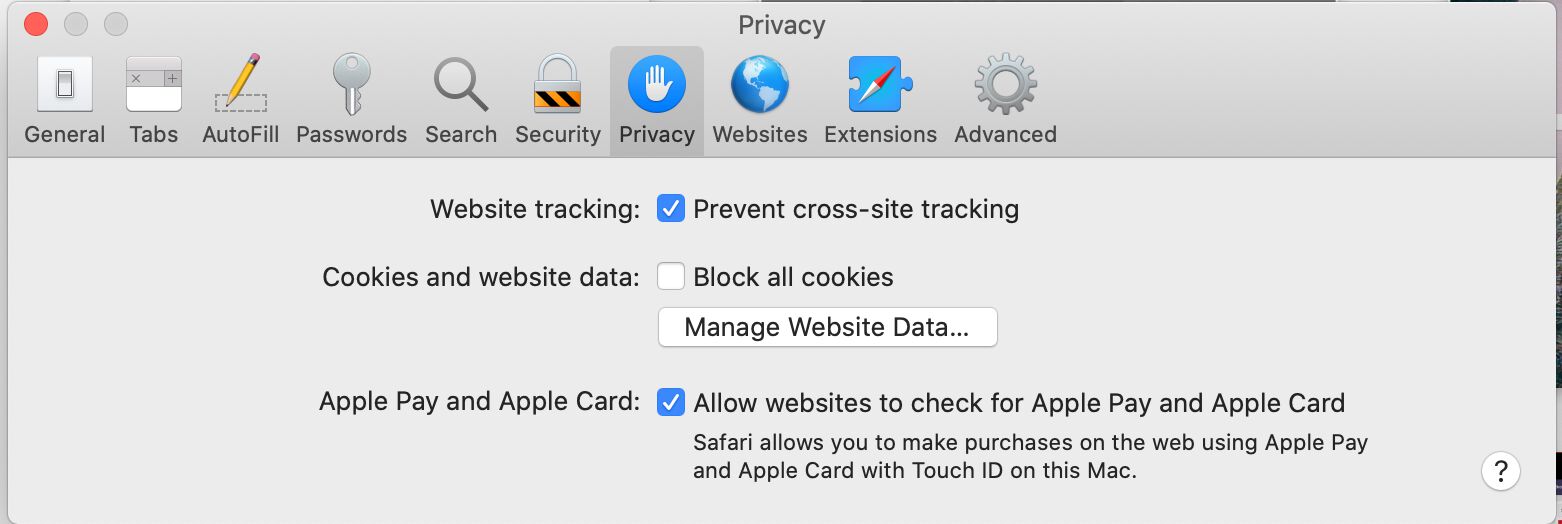 Privacy
General Tabs AutoFill Passwords Search Security Privacy Websites Extensions Advanced
Website tracking: Prevent cross-site tracking
Cookies and website data: Block all cookies
Manage Website Data...
Apple Pay and Apple Card: Allow websites to check for Apple Pay and Apple Card
Safari allows you to make purchases on the web using Apple Pay
and Apple Card with Touch ID on this Mac.
?